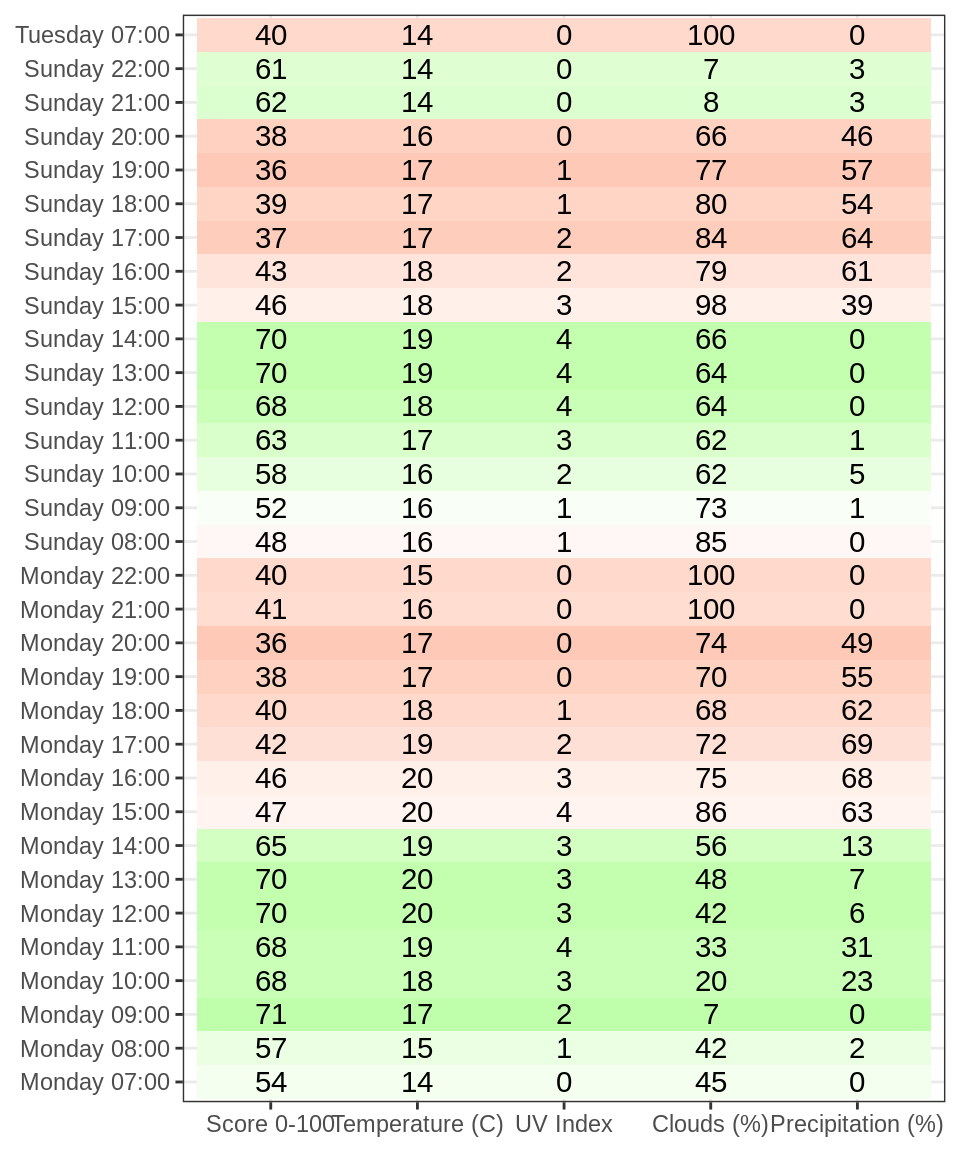 Tuesday 07:00 40 14 0 100 0
Sunday 22:00 61 14 0 7 3
Sunday 21:00 62 14 0 8 3
Sunday 20:00 38 16 0 66 46
Sunday 19:00 36 17 1 77 57
Sunday 18:00 39 17 1 80 54
Sunday 17:00 37 17 2 84 64
Sunday 16:00 43 18 2 79 61
Sunday 15:00 46 18 3 98 39
Sunday 14:00 70 19 4 66 0
Sunday 13:00 70 19 4 64 0
Sunday 12:00 68 18 4 64 0
Sunday 11:00 63 17 3 62 1
Sunday 10:00 58 16 2 62 5
Sunday 09:00 52 16 1 73 1
Sunday 08:00 48 16 1 85 0
Monday 22:00 40 15 0 100 0
Monday 21:00 41 16 0 100 0
Monday 20:00 36 17 0 74 49
Monday 19:00 38 17 0 70 55
Monday 18:00 40 18 1 68 62
Monday 17:00 42 19 2 72 69
Monday 16:00 46 20 3 75 68
Monday 15:00 47 20 4 86 63
Monday 14:00 65 19 3 56 13
Monday 13:00 70 20 3 48 7
Monday 12:00 70 20 3 42 6
Monday 11:00 68 19 4 33 31
Monday 10:00 68 18 3 20 23
Monday 09:00 71 17 2 7 0
Monday 08:00 57 15 1 42 2
Monday 07:00 54 14 0 45 0
Score 0-100 Temperature (C) UV Index Clouds (%) Precipitation (%)